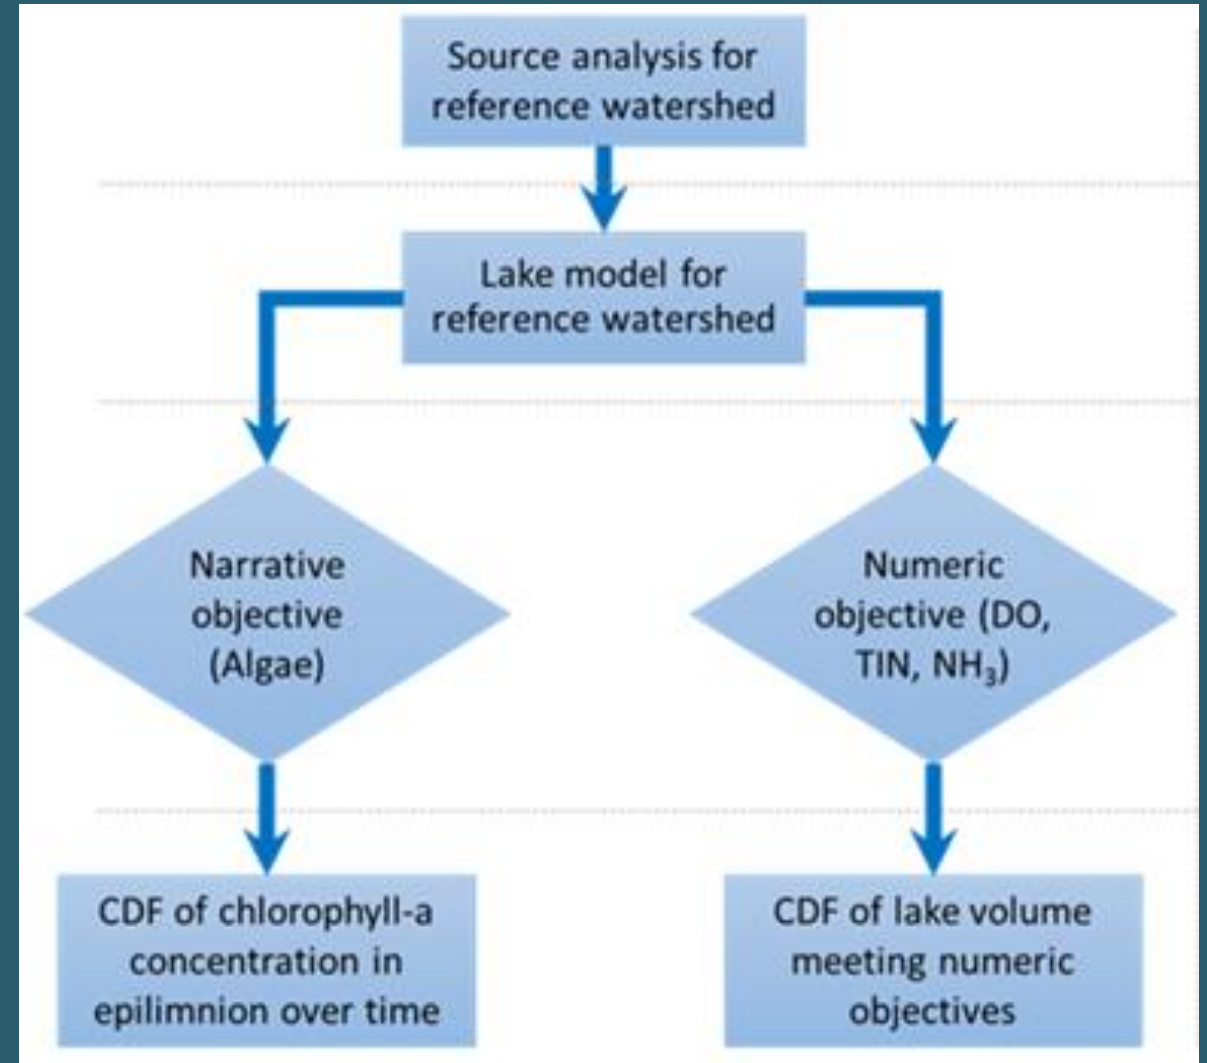 Source analysis for
reference watershed
Lake model for
reference watershed
Narrative
objective
(Algae)
Numeric
objective (DO,
TIN, NH₃)
CDF of chlorophyll-a
concentration in
epilimnion over time
CDF of lake volume
meeting numeric
objectives